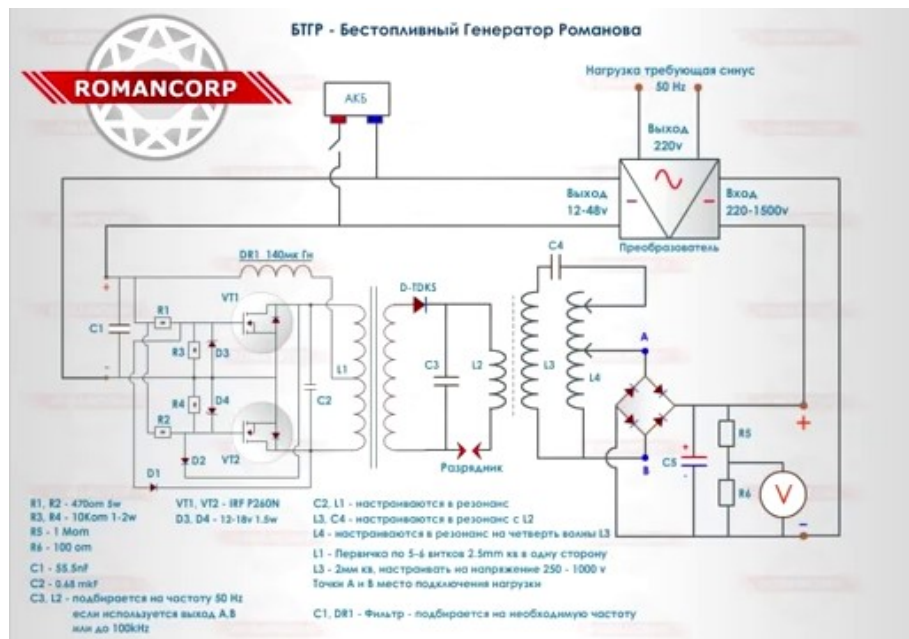 БТГР - Бестопливный Генератор Романова
ROMANCORP
АКБ
Нагрузка требующая синус
50 Hz
Выход
220v
Выход
12-48v
Вход
220-1500v
Преобразователь
DR1 140мк Гн
C4
VT1
D-TDKS
+
R1
C1
R3
D3
L1
C3
L2
L3
L4
A
-
R4
D4
C2
R2
VT2
D2
D1
Разрядник
B
+
C5
-
R5
R6
V
+
-
R1, R2 - 470om 5w
R3, R4 - 10Kom 1-2w
R5 - 1 Mom
R6 - 100 om
C1 - 55.5nF
C2 - 0.68 mkF
C3, L2 - подбирается на частоту 50 Hz
если используется выход A,B
или до 100kHz
VT1, VT2 - IRF P260N
D3, D4 - 12-18v 1.5w
C2, L1 - настраиваются в резонанс
L3, C4 - настраиваются в резонанс с L2
L4 - настраиваются в резонанс на четверть волны L3
L1 - Первичка по 5-6 витков 2.5mm кв в одну сторону
L3 - 2мм кв, настраивать на напряжение 250 - 1000 v
Точки А и В место подключения нагрузки
C1, DR1 - Фильтр - подбирается на необходимую частоту